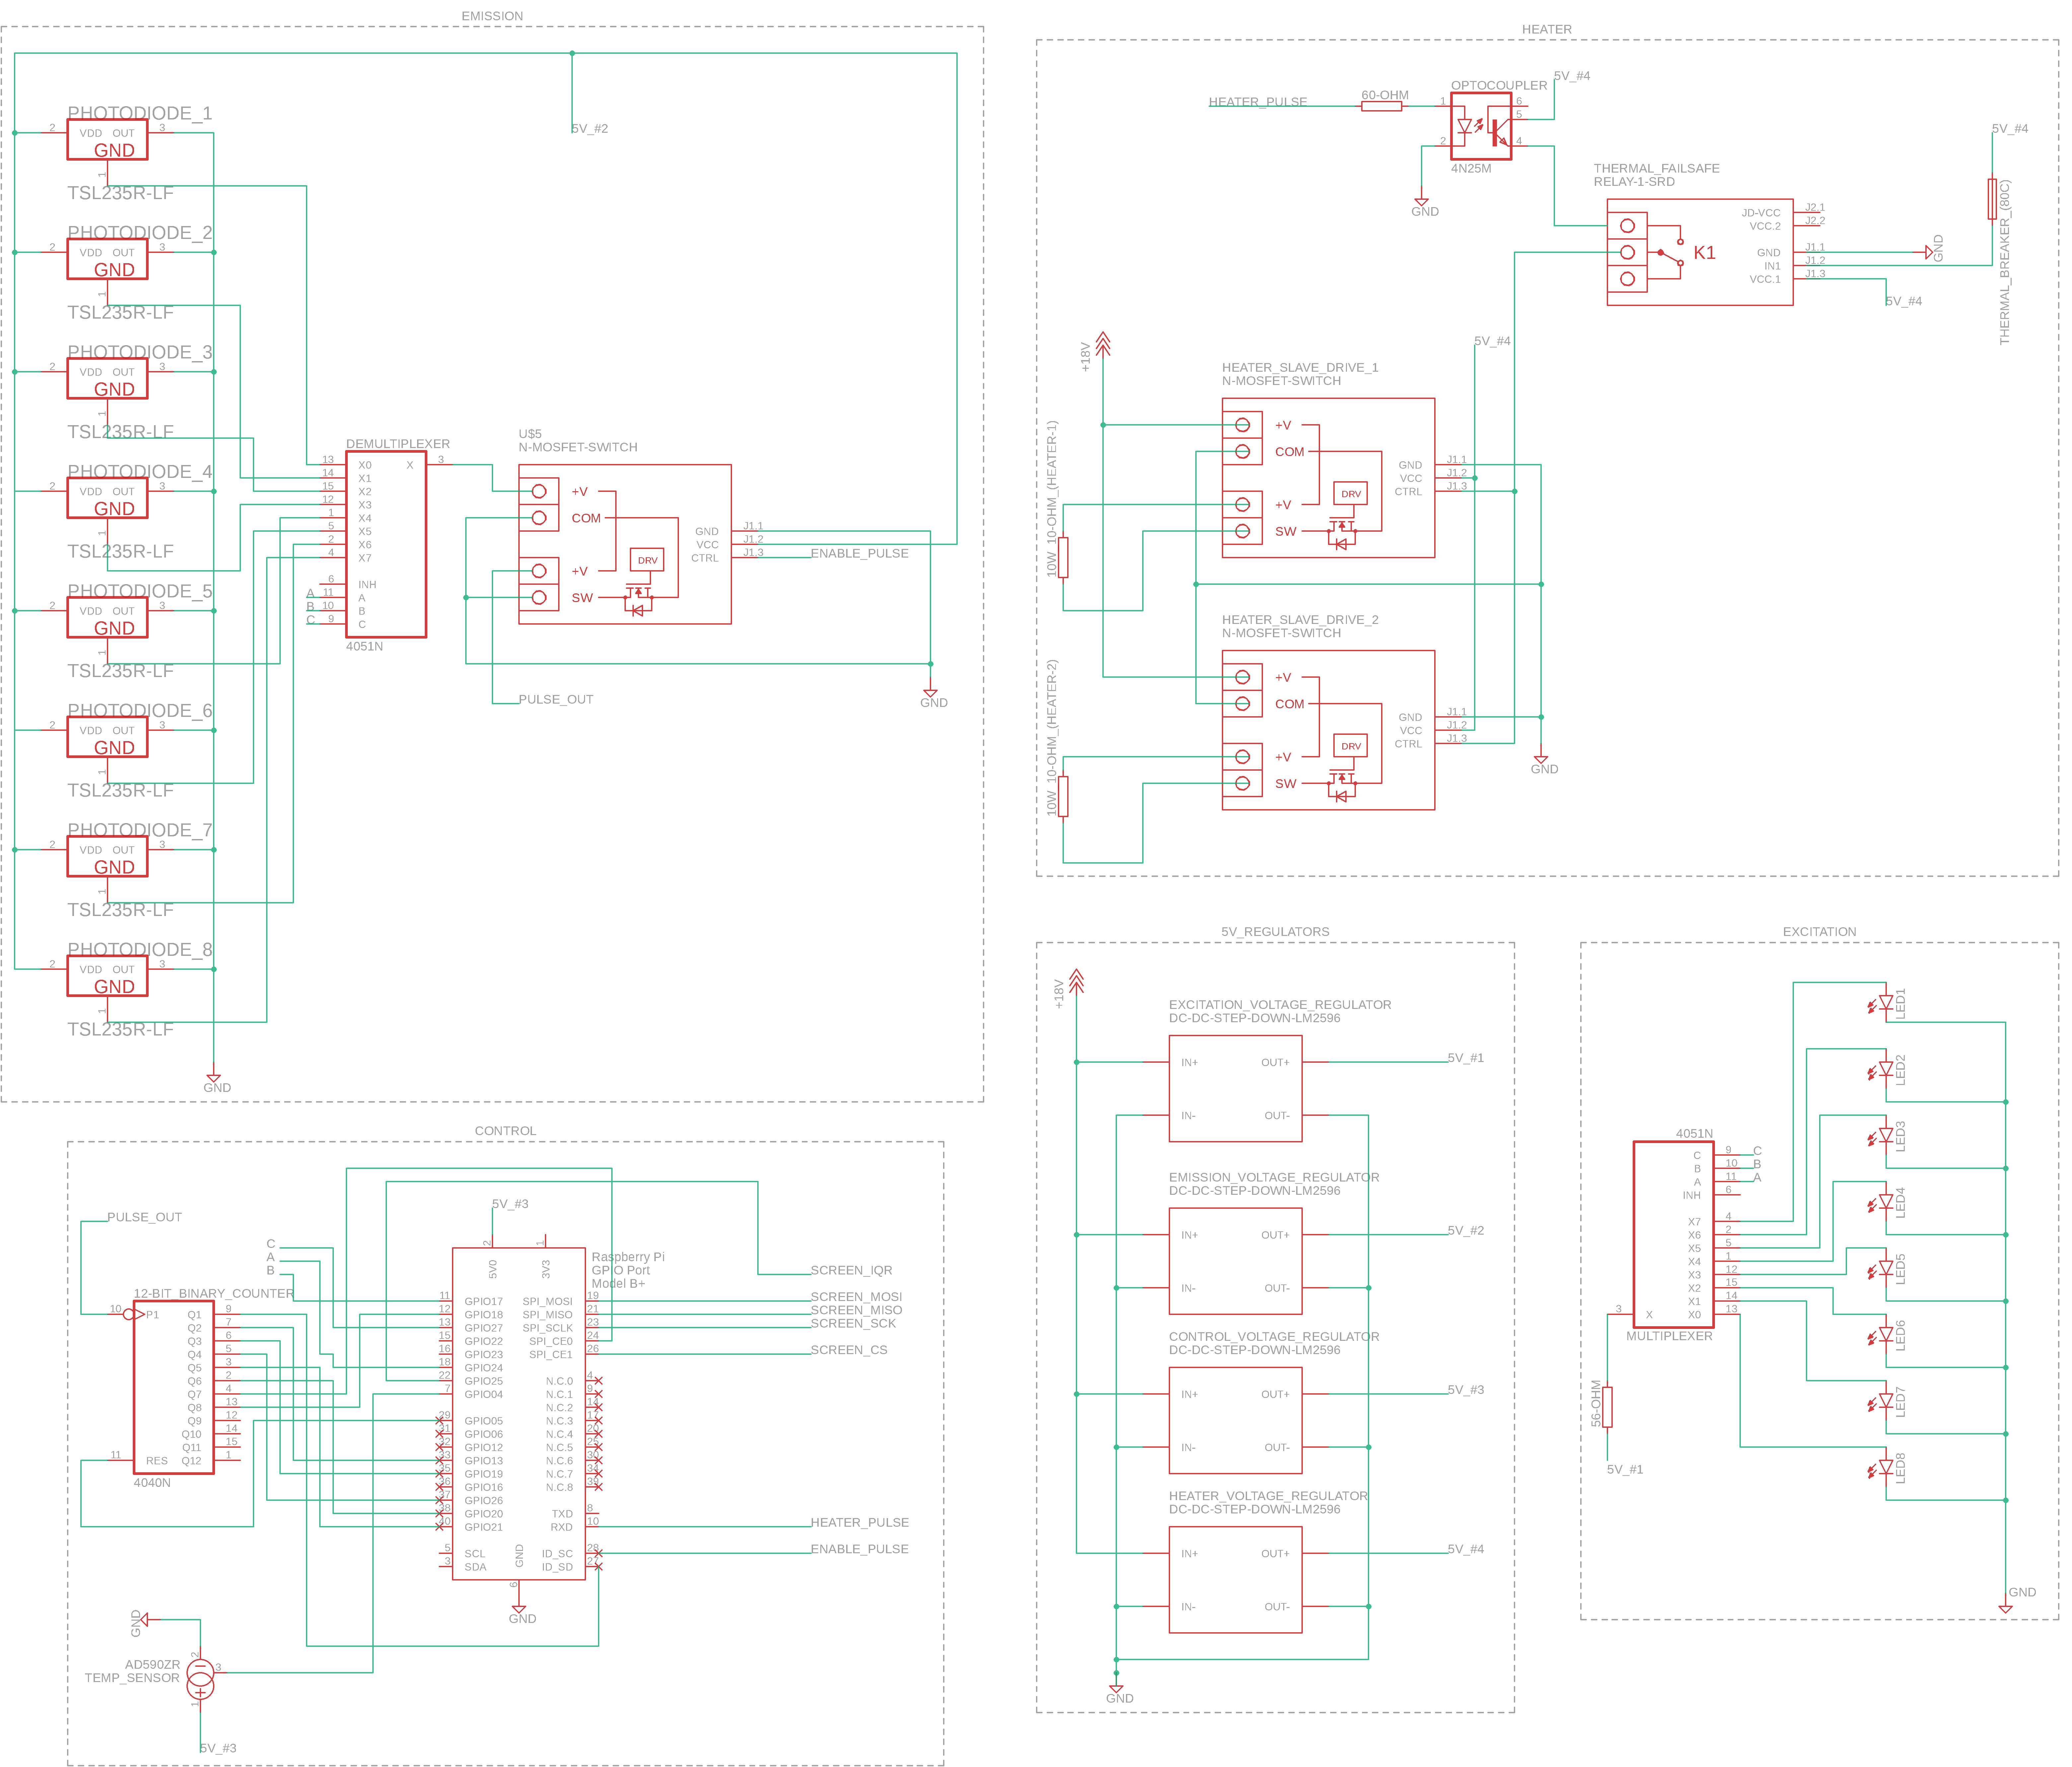 EMISSION
5V_#2
PHOTODIODE_1
2 VDD OUT 3
GND
1
TSL235R-LF
PHOTODIODE_2
2 VDD OUT 3
GND
1
TSL235R-LF
PHOTODIODE_3
2 VDD OUT 3
GND
1
TSL235R-LF
PHOTODIODE_4
2 VDD OUT 3
GND
1
TSL235R-LF
PHOTODIODE_5
2 VDD OUT 3
GND
1
TSL235R-LF
PHOTODIODE_6
2 VDD OUT 3
GND
1
TSL235R-LF
PHOTODIODE_7
2 VDD OUT 3
GND
1
TSL235R-LF
PHOTODIODE_8
2 VDD OUT 3
GND
1
TSL235R-LF
GND
DEMULTIPLEXER
13 X0 X 3
14 X1
15 X2
12 X3
1 X4
5 X5
2 X6
4 X7
6 INH
A 11 A
B 10 B
C 9 C
4051N
U$5
N-MOSFET-SWITCH
+V
COM
+V
SW
DRV
GND J1.1
VCC J1.2
CTRL J1.3
ENABLE_PULSE
PULSE_OUT
GND
HEATER
HEATER_PULSE
60-OHM
OPTOCOUPLER
1 6
5
2 4
4N25M
5V_#4
GND
THERMAL_FAILSAFE
RELAY-1-SRD
K1
JD-VCC J2.1
VCC.2 J2.2
GND J1.1
IN1 J1.2
VCC.1 J1.3
GND
5V_#4
5V_#4
THERMAL_BREAKER_(80C)
+18V
5V_#4
HEATER_SLAVE_DRIVE_1
N-MOSFET-SWITCH
+V
COM
+V
SW
DRV
GND J1.1
VCC J1.2
CTRL J1.3
10W 10-OHM_(HEATER-1)
HEATER_SLAVE_DRIVE_2
N-MOSFET-SWITCH
+V
COM
+V
SW
DRV
GND J1.1
VCC J1.2
CTRL J1.3
10W 10-OHM_(HEATER-2)
GND
5V_REGULATORS
+18V
EXCITATION_VOLTAGE_REGULATOR
DC-DC-STEP-DOWN-LM2596
IN+ OUT+ 5V_#1
IN- OUT-
EMISSION_VOLTAGE_REGULATOR
DC-DC-STEP-DOWN-LM2596
IN+ OUT+ 5V_#2
IN- OUT-
CONTROL_VOLTAGE_REGULATOR
DC-DC-STEP-DOWN-LM2596
IN+ OUT+ 5V_#3
IN- OUT-
HEATER_VOLTAGE_REGULATOR
DC-DC-STEP-DOWN-LM2596
IN+ OUT+ 5V_#4
IN- OUT-
GND
EXCITATION
LED1
LED2
LED3
LED4
LED5
LED6
LED7
LED8
4051N
C 9 C
B 10 B
A 11 A
INH 6
X7 4
X6 2
X5 5
X4 1
X3 12
X2 15
X1 14
3 X X0 13
MULTIPLEXER
56-OHM
5V_#1
GND
CONTROL
PULSE_OUT
C
A
B
12-BIT_BINARY_COUNTER
10 P1 Q1 9
Q2 7
Q3 6
Q4 5
Q5 3
Q6 2
Q7 4
Q8 13
Q9 12
Q10 14
Q11 15
11 RES Q12 1
4040N
5V_#3
2 1
5V0 3V3
Raspberry Pi
GPIO Port
Model B+
11 GPIO17 SPI_MOSI 19
12 GPIO18 SPI_MISO 21
13 GPIO27 SPI_SCLK 23
15 GPIO22 SPI_CE0 24
16 GPIO23 SPI_CE1 26
18 GPIO24
22 GPIO25 N.C.0 4
7 GPIO04 N.C.1 9
N.C.2 14
29 GPIO05 N.C.3 17
31 GPIO06 N.C.4 20
32 GPIO12 N.C.5 25
33 GPIO13 N.C.6 30
35 GPIO19 N.C.7 34
36 GPIO16 N.C.8 39
37 GPIO26
38 GPIO20 TXD 8
40 GPIO21 RXD 10
5 SCL ID_SC 28
3 SDA ID_SD 27
GND
6
GND
SCREEN_IQR
SCREEN_MOSI
SCREEN_MISO
SCREEN_SCK
SCREEN_CS
HEATER_PULSE
ENABLE_PULSE
GND
2
AD590ZR
TEMP_SENSOR
3
1
5V_#3